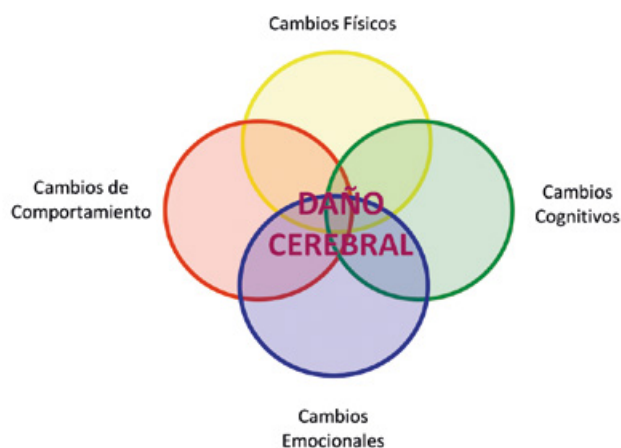 Cambios Físicos
Cambios de
Comportamiento
DAÑO
CEREBRAL
Cambios
Cognitivos
Cambios
Emocionales